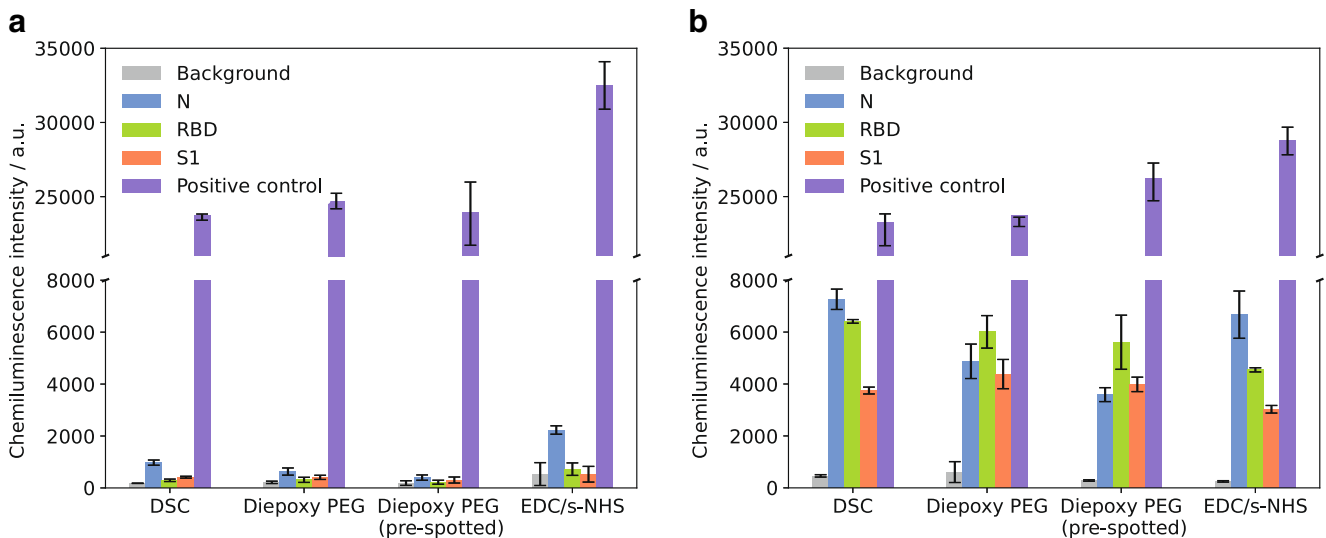 a
Chemiluminescence intensity / a.u.
35000
30000
25000
8000
6000
4000
2000
0
Background
N
RBD
S1
Positive control
DSC
Diepoxy PEG
Diepoxy PEG
(pre-spotted)
EDC/s-NHS
b
Chemiluminescence intensity / a.u.
35000
30000
25000
8000
6000
4000
2000
0
Background
N
RBD
S1
Positive control
DSC
Diepoxy PEG
Diepoxy PEG
(pre-spotted)
EDC/s-NHS